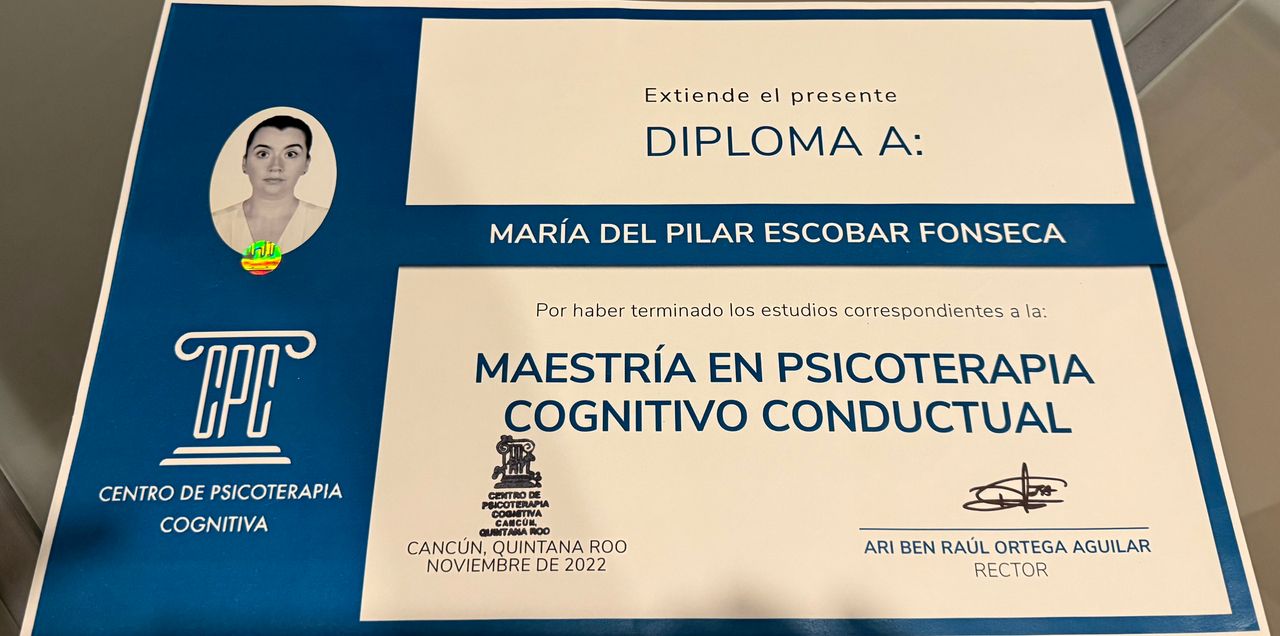 Extiende el presente
DIPLOMA A:
MARÍA DEL PILAR ESCOBAR FONSECA
Por haber terminado los estudios correspondientes a la:
MAESTRÍA EN PSICOTERAPIA
COGNITIVO CONDUCTUAL
CPC
CENTRO DE PSICOTERAPIA
COGNITIVA
CENTRO DE
PSICOTERAPIA
COGNITIVA
CANCÚN,
QUINTANA ROO
CANCÚN, QUINTANA ROO
NOVIEMBRE DE 2022
ARI BEN RAÚL ORTEGA AGUILAR
RECTOR